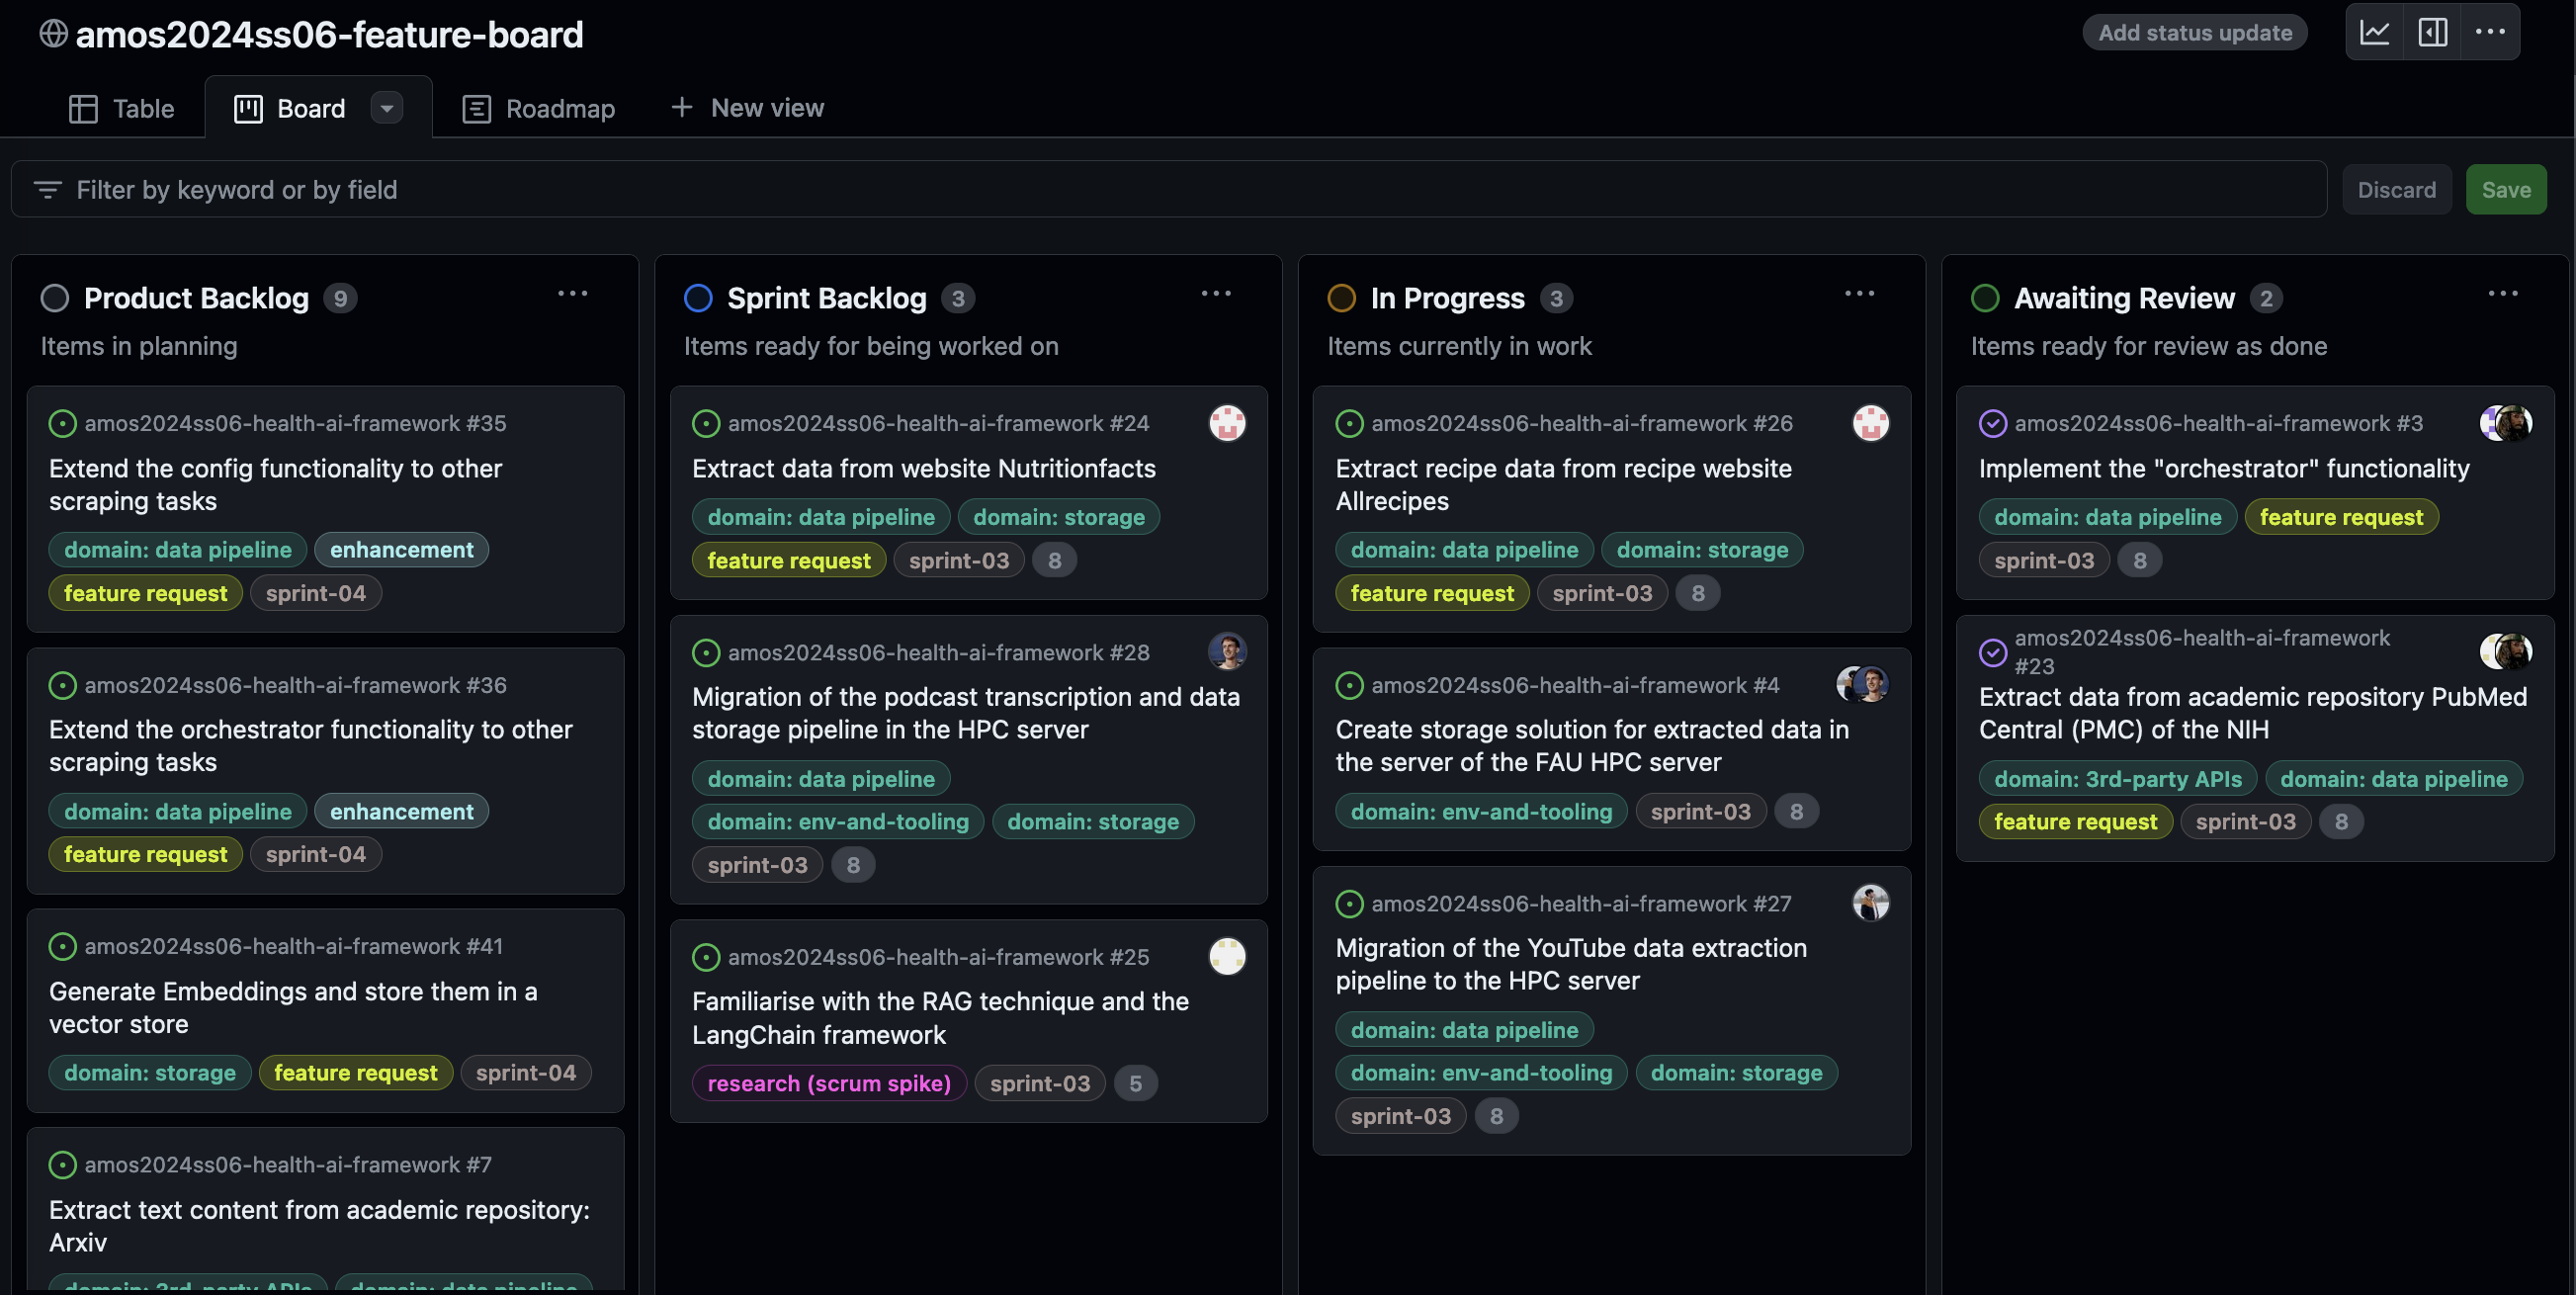 amos2024ss06-feature-board
Add status update
Table
Board
Roadmap
New view
Filter by keyword or by field
Discard
Save
Product Backlog 9
Items in planning
amos2024ss06-health-ai-framework #35
Extend the config functionality to other
scraping tasks
domain: data pipeline enhancement
feature request sprint-04
amos2024ss06-health-ai-framework #36
Extend the orchestrator functionality to other
scraping tasks
domain: data pipeline enhancement
feature request sprint-04
amos2024ss06-health-ai-framework #41
Generate Embeddings and store them in a
vector store
domain: storage feature request sprint-04
amos2024ss06-health-ai-framework #7
Extract text content from academic repository:
Arxiv
domain: 3rd-party APIs domain: data pipeline
Sprint Backlog 3
Items ready for being worked on
amos2024ss06-health-ai-framework #24
Extract data from website Nutritionfacts
domain: data pipeline domain: storage
feature request sprint-03 8
amos2024ss06-health-ai-framework #28
Migration of the podcast transcription and data
storage pipeline in the HPC server
domain: data pipeline
domain: env-and-tooling domain: storage
sprint-03 8
amos2024ss06-health-ai-framework #25
Familiarise with the RAG technique and the
LangChain framework
research (scrum spike) sprint-03 5
In Progress 3
Items currently in work
amos2024ss06-health-ai-framework #26
Extract recipe data from recipe website
Allrecipes
domain: data pipeline domain: storage
feature request sprint-03 8
amos2024ss06-health-ai-framework #4
Create storage solution for extracted data in
the server of the FAU HPC server
domain: env-and-tooling sprint-03 8
amos2024ss06-health-ai-framework #27
Migration of the YouTube data extraction
pipeline to the HPC server
domain: data pipeline
domain: env-and-tooling domain: storage
sprint-03 8
Awaiting Review 2
Items ready for review as done
amos2024ss06-health-ai-framework #3
Implement the "orchestrator" functionality
domain: data pipeline feature request
sprint-03 8
amos2024ss06-health-ai-framework
#23
Extract data from academic repository PubMed
Central (PMC) of the NIH
domain: 3rd-party APIs domain: data pipeline
feature request sprint-03 8